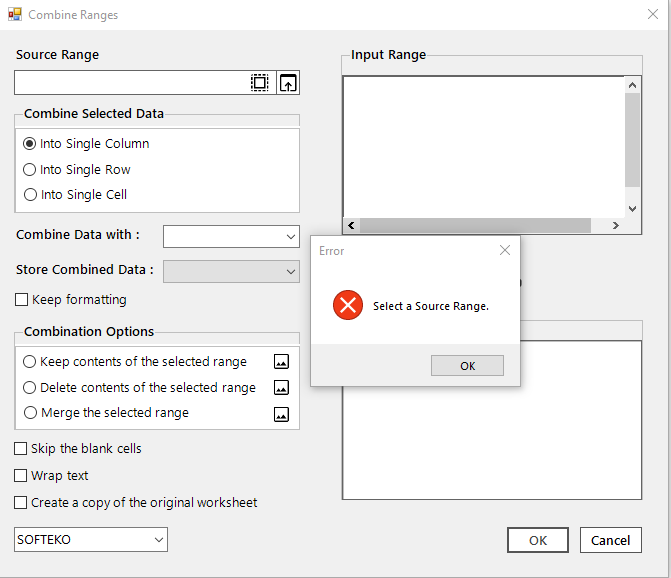 Combine Ranges
Source Range
Combine Selected Data
Into Single Column
Into Single Row
Into Single Cell
Combine Data with :
Store Combined Data :
Keep formatting
Combination Options
Keep contents of the selected range
Delete contents of the selected range
Merge the selected range
Skip the blank cells
Wrap text
Create a copy of the original worksheet
SOFTEKO
Input Range
Error
Select a Source Range.
OK
OK
Cancel